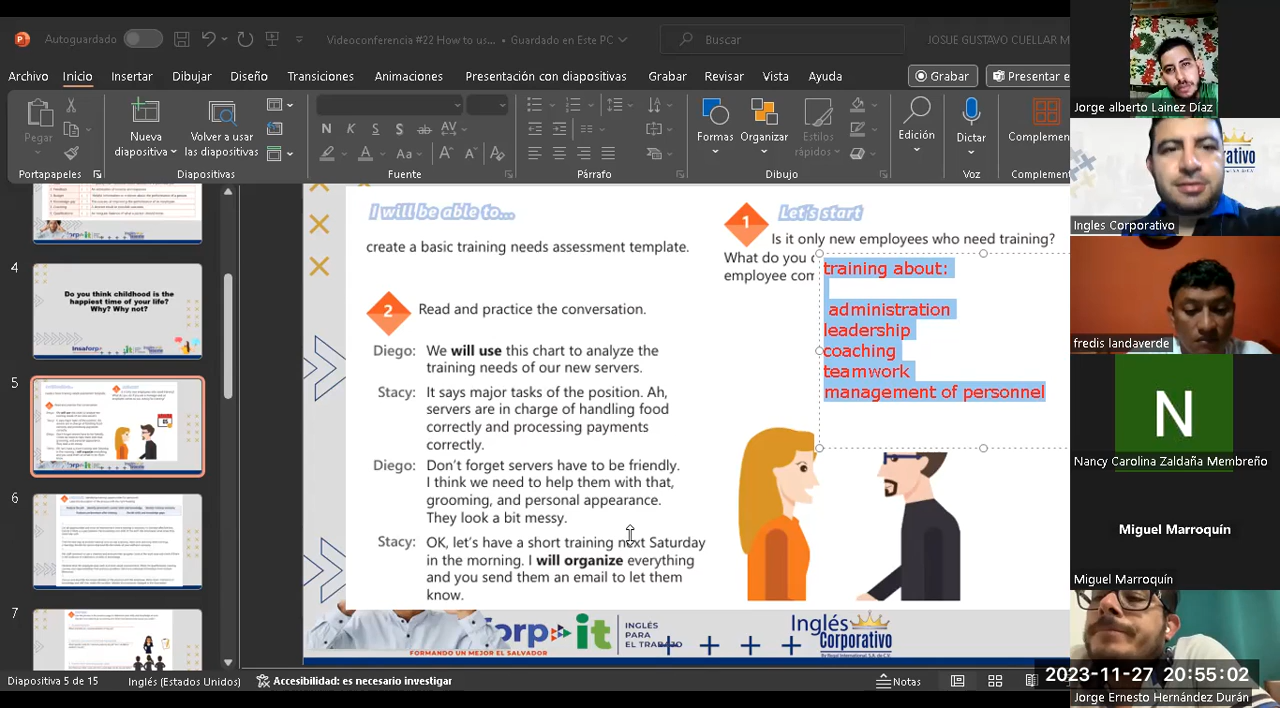 Autoguardado
Videoconferencia #22 How to c... • Guardado en Este PC
Buscar
JOSUE GUSTAVO CUELLAR M
Archivo Inicio Insertar Dibujar Diseño Transiciones Animaciones Presentación con diapositivas Grabar Revisar Vista Ayuda
Grabar
Presentar e
Pegar
Nueva
diapositiva
Volver a usar
las diapositivas
Formas
Organizar
Estilos
rápidos
Edición
Dictar
Complemen
Portapapeles
Diapositivas
Fuente
Párrafo
Dibujo
Voz
Complemen
4
Do you think childhood is the
happiest time of your life?
Why? Why not?
5
6
7
I will be able to...
create a basic training needs assessment template.
1
Let's start
Is it only new employees who need training?
What do you
employee com
training about:
administration
leadership
coaching
teamwork
management of personnel
2
Read and practice the conversation.
Diego: We will use this chart to analyze the
training needs of our new servers.
Stacy: It says major tasks of the position. Ah,
servers are in charge of handling food
correctly and processing payments
correctly.
Diego: Don't forget servers have to be friendly.
I think we need to help them with that,
grooming, and personal appearance.
They look a bit messy.
Stacy: OK, let's have a short training next Saturday
in the morning. I will organize everything
and you send them an email to let them
know.
INGLÉS
PARA
EL TRABAJO
FORMANDO UN MEJOR EL SALVADOR
Inglés
Corporativo
Diapositiva 5 de 15
Inglés (Estados Unidos)
Accesibilidad: es necesario investigar
Notas
Jorge alberto Lainez Díaz
Ingles Corporativo
fredis landaverde
N
Nancy Carolina Zaldaña Membreño
Miguel Marroquín
Miguel Marroquín
2023-11-27 20:55:02
Jorge Ernesto Hernández Durán